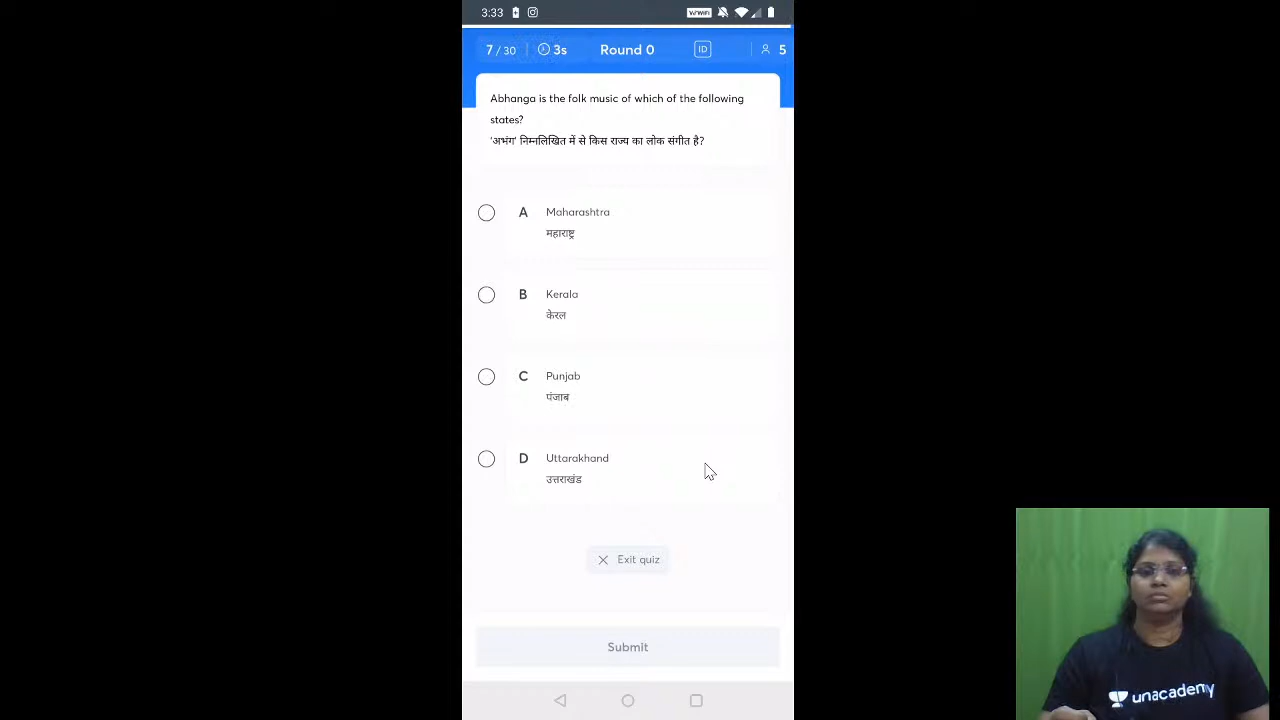 3:33
7 / 30 3s Round 0 ID 5
Abhanga is the folk music of which of the following
states?
'अभंग' निम्नलिखित में से किस राज्य का लोक संगीत है?
A Maharashtra
महाराष्ट्र
B Kerala
केरल
C Punjab
पंजाब
D Uttarakhand
उत्तराखंड
Exit quiz
Submit
unacademy